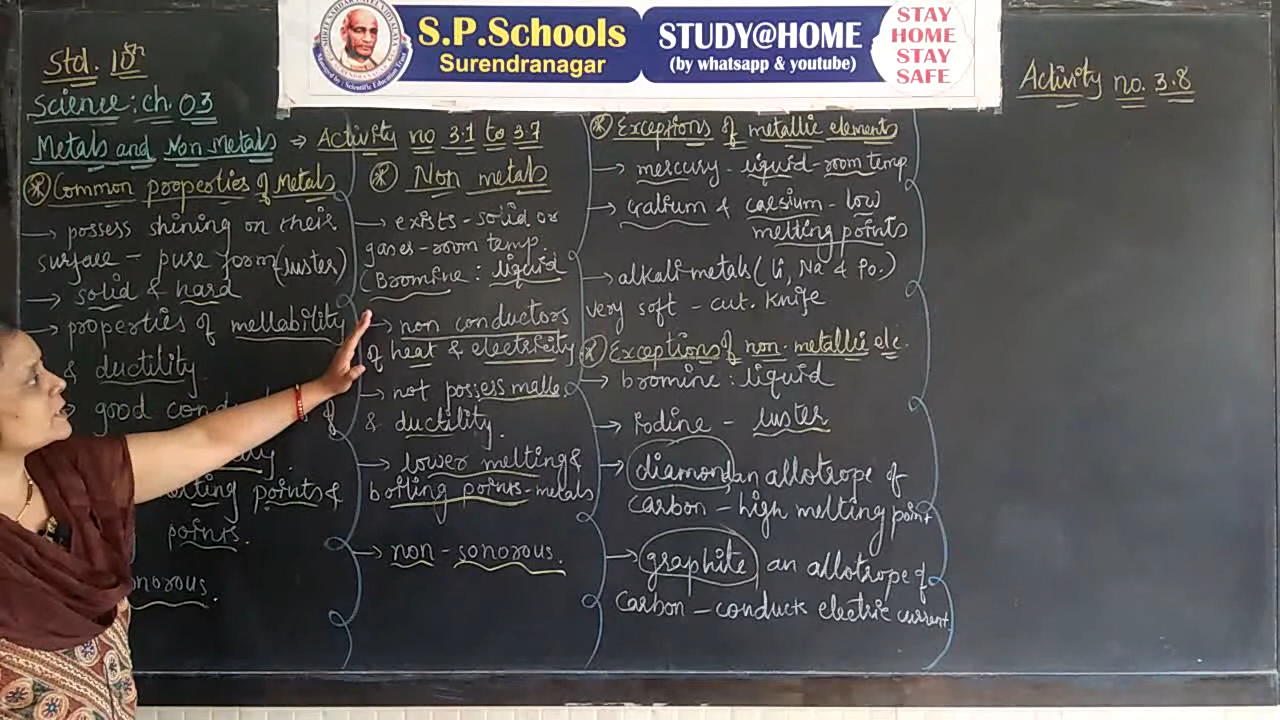 S.P.Schools
Surendranagar
STUDY@HOME
(by whatsapp & youtube)
STAY
HOME
STAY
SAFE
Std. 10th
Science: ch. 03
Metals and Non Metals → Activity no 3.1 to 3.7
* Common properties of Metals
→ possess shining on their
surface - pure form (luster)
→ solid & hard
→ properties of mellability
& ductility.
good cond of
points &
points.
norous.
* Non metals
→ exists - solid or
gases - room temp.
(Bromine: liquid
→ non conductors
of heat & electricity
→ not possess malle
& ductility.
→ lower melting &
boiling points - metals
→ non - sonorous.
* Exceptions of metallic elements
→ mercury - liquid - room temp
→ Galium & caesium - low
melting points
→ alkali-metals (Li, Na & Po.)
very soft - cut. Knife
* Exceptions of non-metallic ele.
→ bromine: liquid
→ Iodine - luster
→ diamond an allotrope of
carbon - high melting point
→ graphite an allotrope of
carbon - conducts electric current
Activity no. 3.8